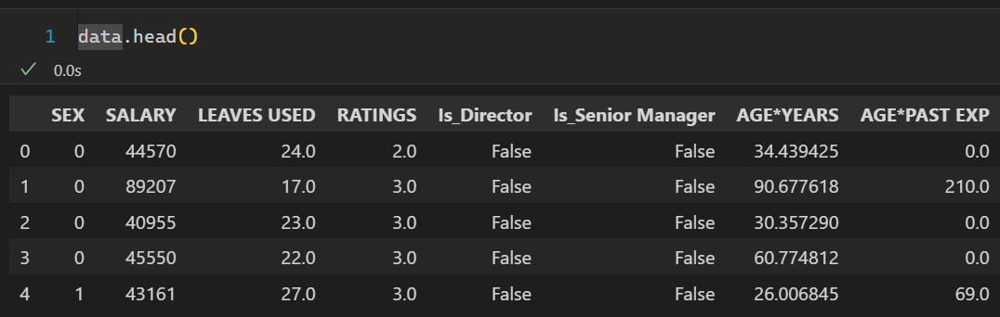 1 data.head()
0.0s
SEX SALARY LEAVES USED RATINGS Is_Director Is_Senior Manager AGE*YEARS AGE*PAST EXP
0 0 44570 24.0 2.0 False False 34.439425 0.0
1 0 89207 17.0 3.0 False False 90.677618 210.0
2 0 40955 23.0 3.0 False False 30.357290 0.0
3 0 45550 22.0 3.0 False False 60.774812 0.0
4 1 43161 27.0 3.0 False False 26.006845 69.0